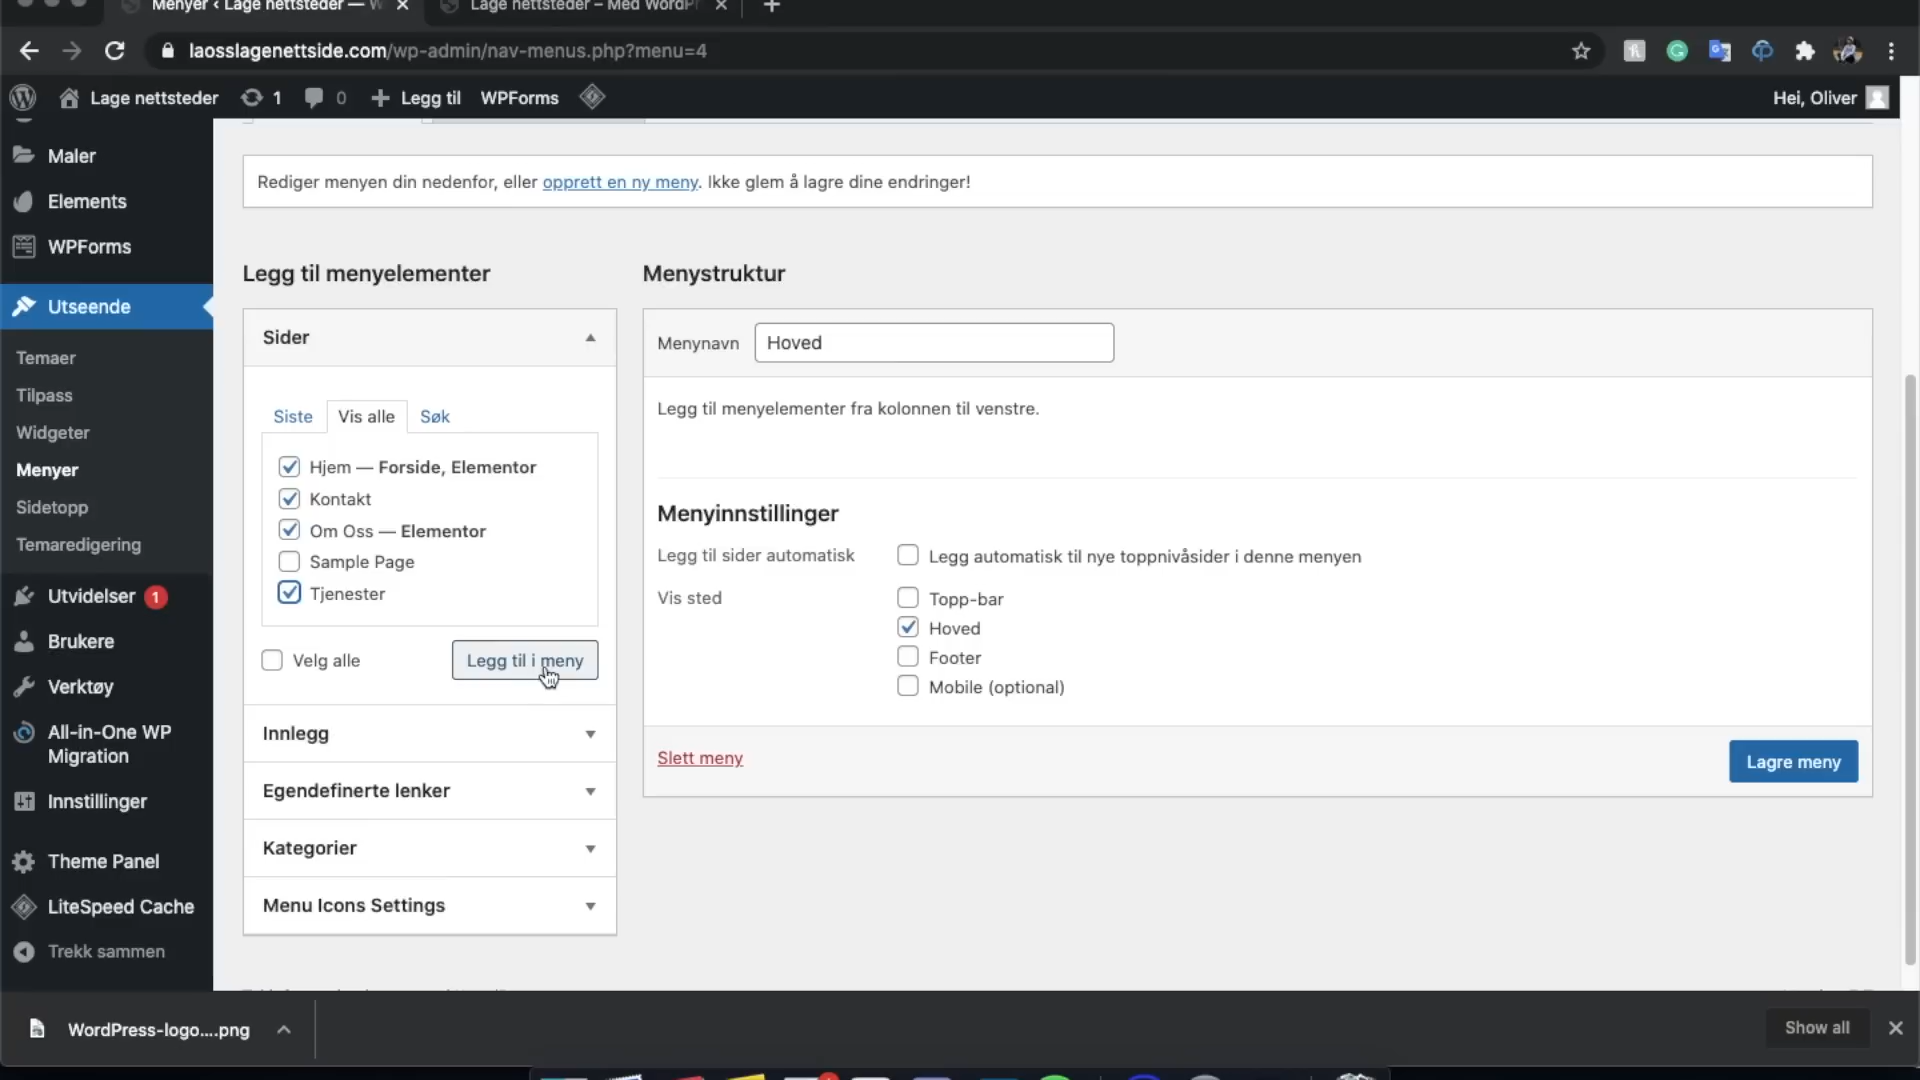 Menyer ‹ Lage nettsteder — W
Lage nettsteder – Med WordPr
laosslagenettside.com/wp-admin/nav-menus.php?menu=4
Lage nettsteder 1 0 Legg til WPForms
Hei, Oliver
Maler
Elements
WPForms
Utseende
Temaer
Tilpass
Widgeter
Menyer
Sidetopp
Temaredigering
Utvidelser 1
Brukere
Verktøy
All-in-One WP
Migration
Innstillinger
Theme Panel
LiteSpeed Cache
Trekk sammen
Rediger menyen din nedenfor, eller opprett en ny meny. Ikke glem å lagre dine endringer!
Legg til menyelementer
Sider
Siste Vis alle Søk
Hjem — Forside, Elementor
Kontakt
Om Oss — Elementor
Sample Page
Tjenester
Velg alle
Legg til i meny
Innlegg
Egendefinerte lenker
Kategorier
Menu Icons Settings
Menystruktur
Menynavn Hoved
Legg til menyelementer fra kolonnen til venstre.
Menyinnstillinger
Legg til sider automatisk
Legg automatisk til nye toppnivåsider i denne menyen
Vis sted
Topp-bar
Hoved
Footer
Mobile (optional)
Slett meny
Lagre meny
WordPress-logo....png
Show all